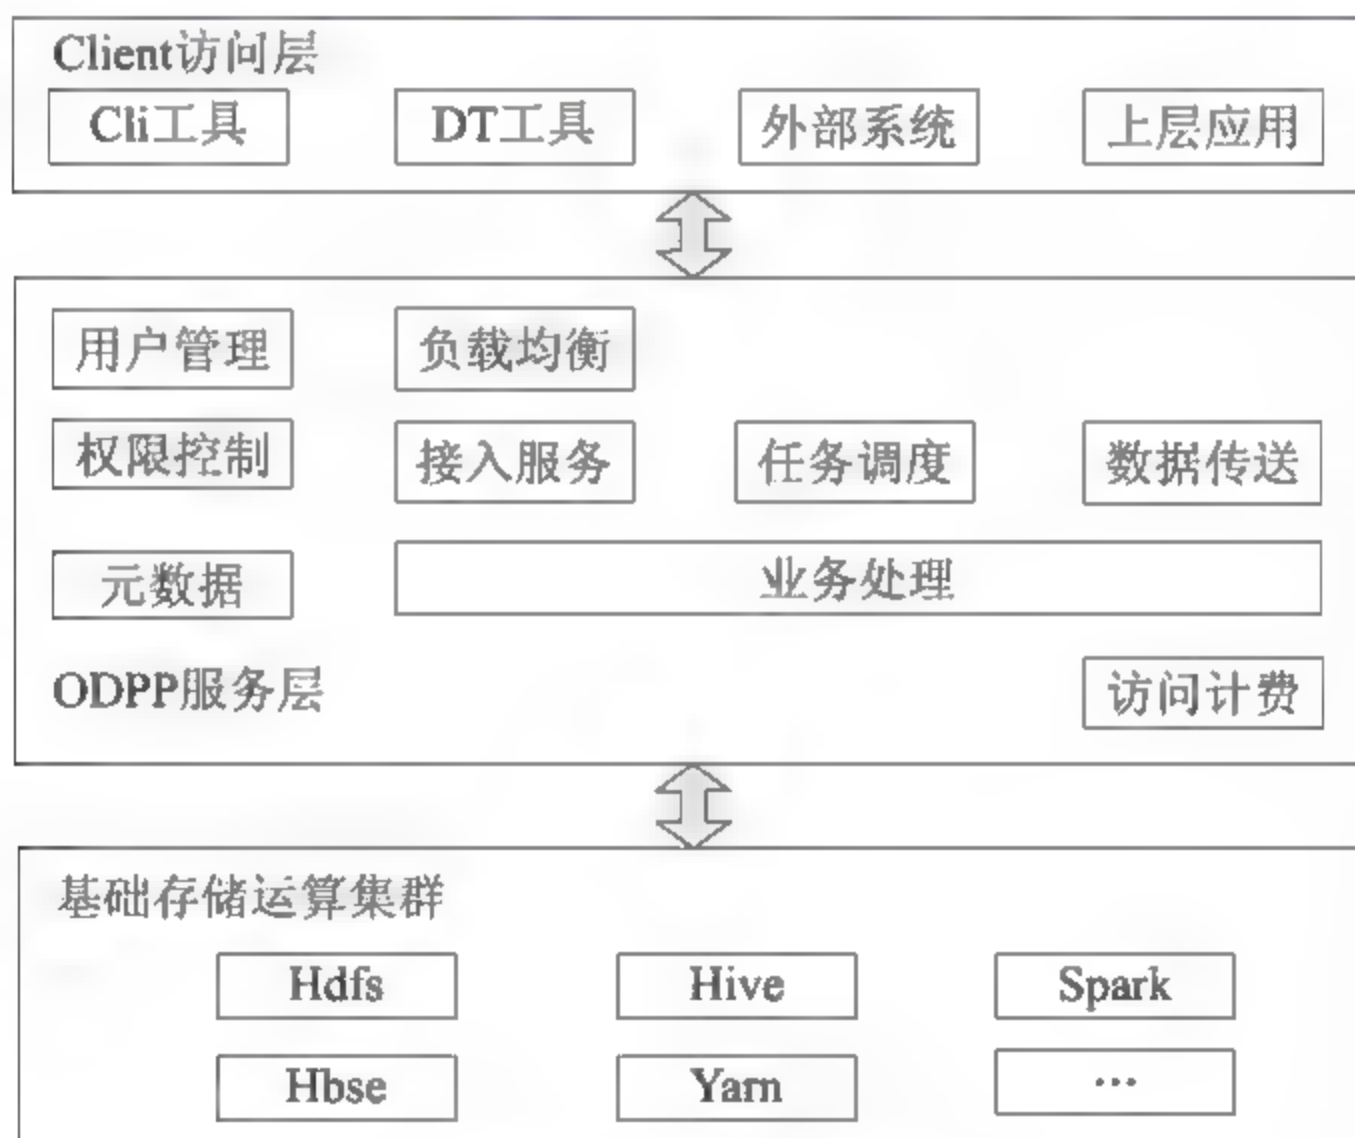 Client访问层
Cli工具 DT工具 外部系统 上层应用
用户管理 负载均衡
权限控制 接入服务 任务调度 数据传送
元数据 业务处理
ODPP服务层 访问计费
基础存储运算集群
Hdfs Hive Spark
Hbse Yarn ...